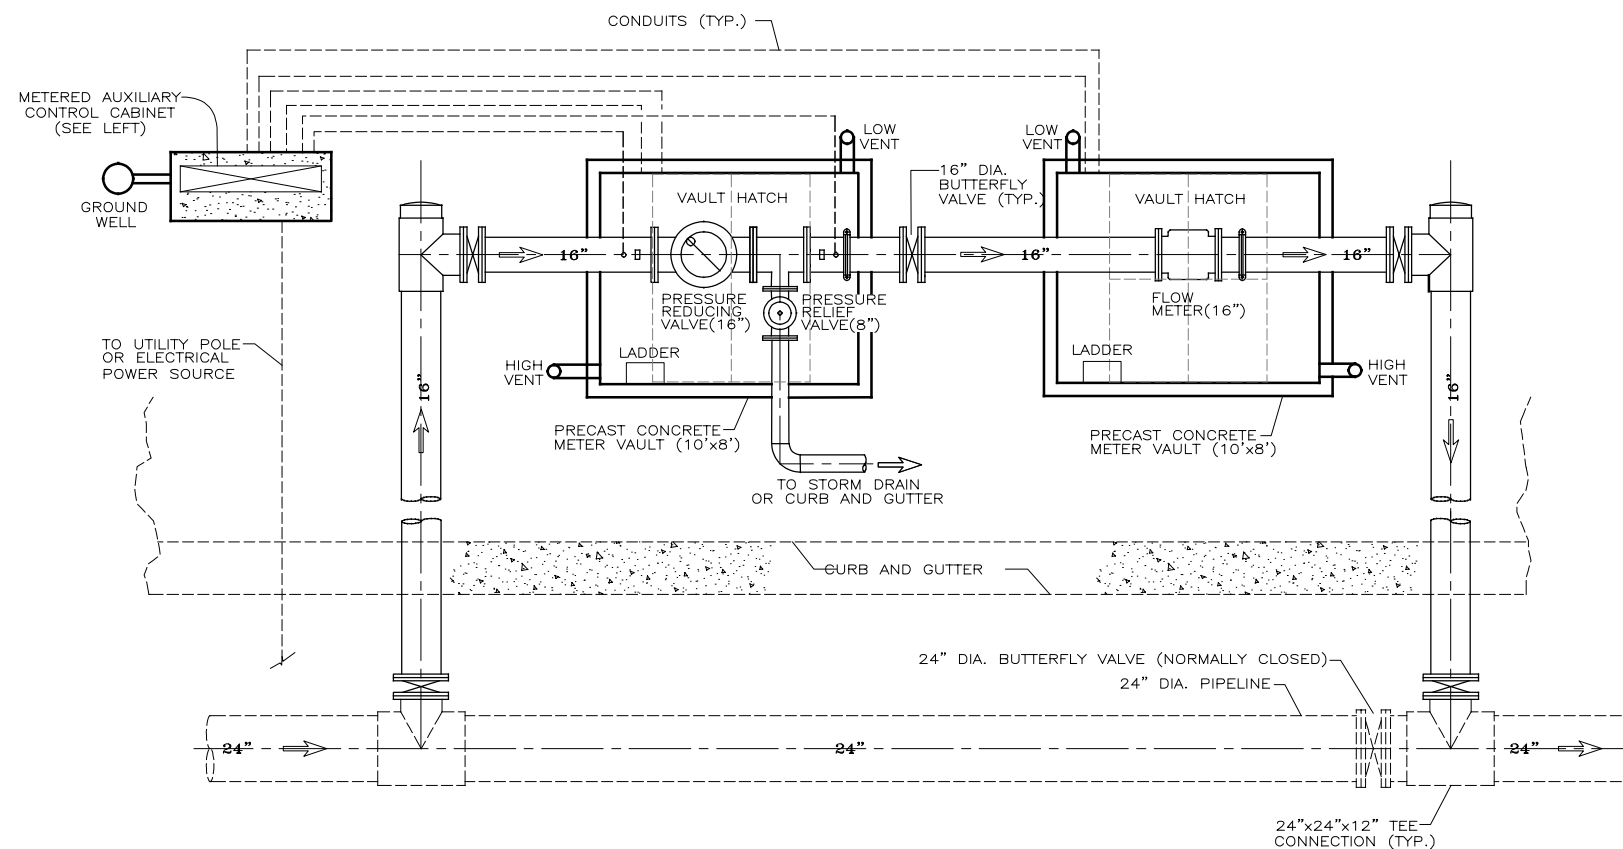 CONDUITS (TYP.)
METERED AUXILIARY
CONTROL CABINET
(SEE LEFT)
GROUND
WELL
LOW
VENT
LOW
VENT
16" DIA.
BUTTERFLY
VALVE (TYP.)
VAULT HATCH
VAULT HATCH
16"
16"
16"
PRESSURE
REDUCING
VALVE(16")
PRESSURE
RELIEF
VALVE(8")
FLOW
METER(16")
TO UTILITY POLE
OR ELECTRICAL
POWER SOURCE
LADDER
LADDER
HIGH
VENT
HIGH
VENT
16"
16"
PRECAST CONCRETE
METER VAULT (10'x8')
PRECAST CONCRETE
METER VAULT (10'x8')
TO STORM DRAIN
OR CURB AND GUTTER
CURB AND GUTTER
24" DIA. BUTTERFLY VALVE (NORMALLY CLOSED)
24" DIA. PIPELINE
24"
24"
24"
24"x24"x12" TEE
CONNECTION (TYP.)